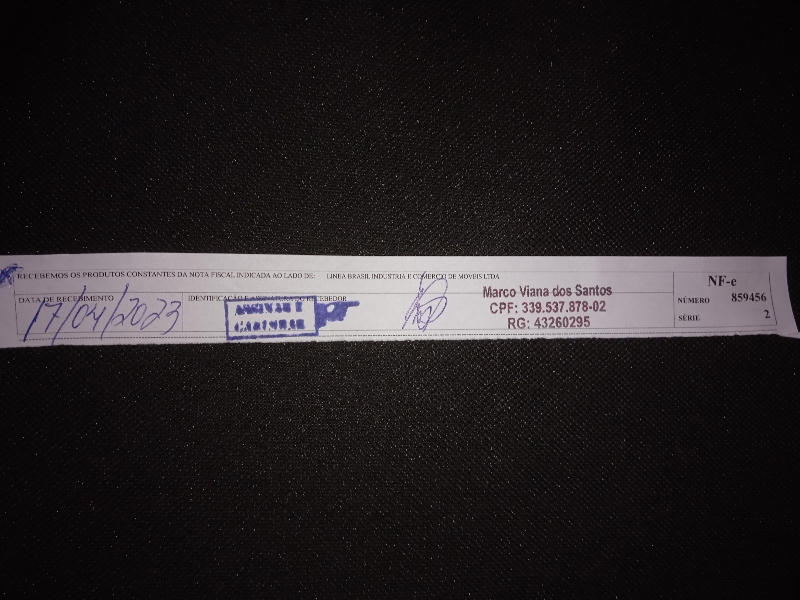 RECEBEMOS OS PRODUTOS CONSTANTES DA NOTA FISCAL INDICADA AO LADO DE: LINEA BRASIL INDUSTRIA E COMERCIO DE MOVEIS LTDA
DATA DE RECEBIMENTO
17/04/2023
IDENTIFICAÇÃO E ASSINATURA DO RECEBEDOR
ASSINAR E
CARIMBAR
Marco Viana dos Santos
CPF: 339.537.878-02
RG: 43260295
NF-e
NÚMERO 859456
SÉRIE 2